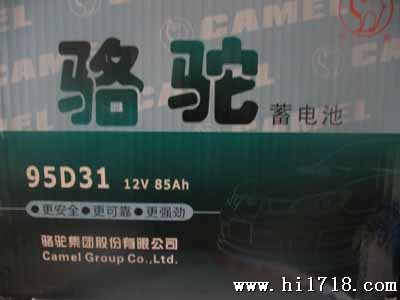 CAMEL
CAMEL
骆驼 蓄电池
95D31 12V 85Ah
●更安全●更可靠●更强劲
骆驼集团股份有限公司
Camel Group Co.,Ltd.
www.hi1718.com